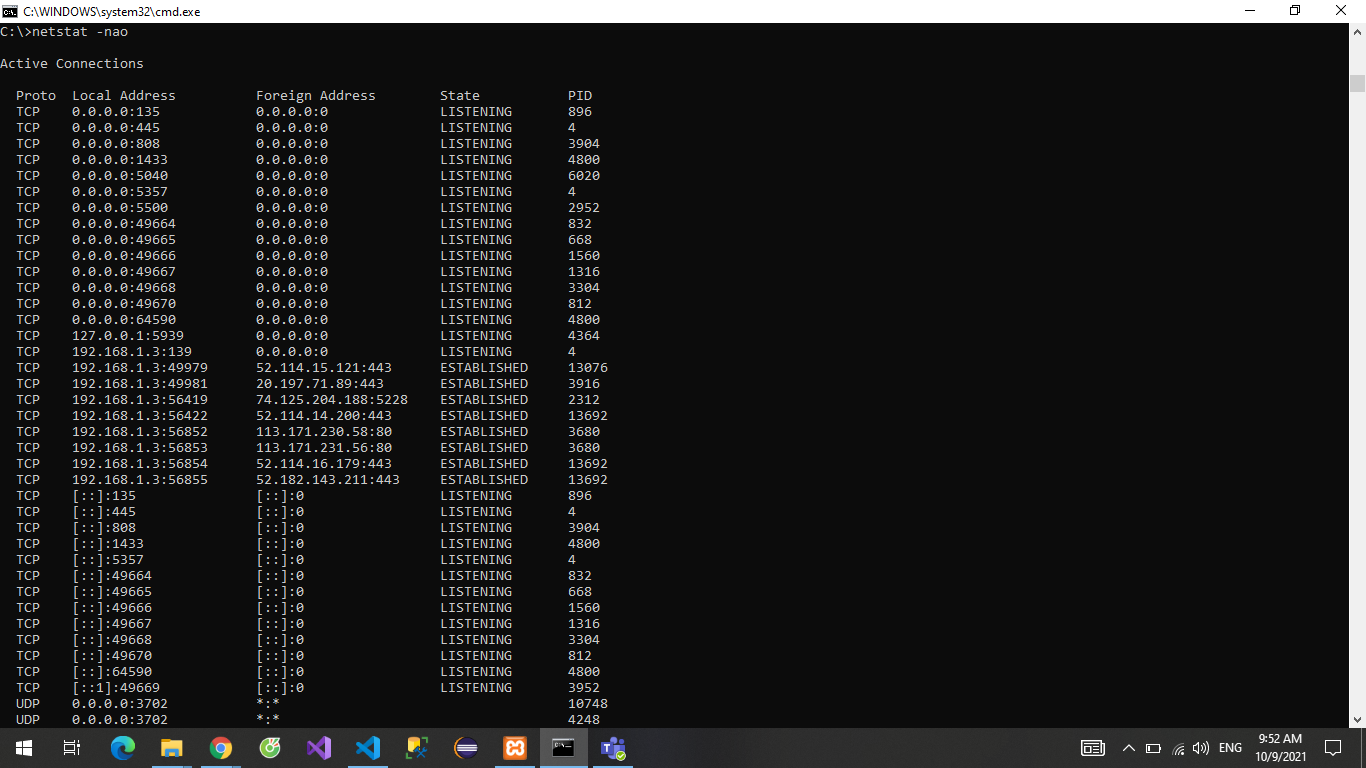 C:\WINDOWS\system32\cmd.exe
C:\>netstat -nao
Active Connections
Proto  Local Address          Foreign Address        State           PID
TCP    0.0.0.0:135            0.0.0.0:0              LISTENING       896
TCP    0.0.0.0:445            0.0.0.0:0              LISTENING       4
TCP    0.0.0.0:808            0.0.0.0:0              LISTENING       3904
TCP    0.0.0.0:1433           0.0.0.0:0              LISTENING       4800
TCP    0.0.0.0:5040           0.0.0.0:0              LISTENING       6020
TCP    0.0.0.0:5357           0.0.0.0:0              LISTENING       4
TCP    0.0.0.0:5500           0.0.0.0:0              LISTENING       2952
TCP    0.0.0.0:49664          0.0.0.0:0              LISTENING       832
TCP    0.0.0.0:49665          0.0.0.0:0              LISTENING       668
TCP    0.0.0.0:49666          0.0.0.0:0              LISTENING       1560
TCP    0.0.0.0:49667          0.0.0.0:0              LISTENING       1316
TCP    0.0.0.0:49668          0.0.0.0:0              LISTENING       3304
TCP    0.0.0.0:49670          0.0.0.0:0              LISTENING       812
TCP    0.0.0.0:64590          0.0.0.0:0              LISTENING       4800
TCP    127.0.0.1:5939         0.0.0.0:0              LISTENING       4364
TCP    192.168.1.3:139        0.0.0.0:0              LISTENING       4
TCP    192.168.1.3:49979      52.114.15.121:443      ESTABLISHED     13076
TCP    192.168.1.3:49981      20.197.71.89:443       ESTABLISHED     3916
TCP    192.168.1.3:56419      74.125.204.188:5228    ESTABLISHED     2312
TCP    192.168.1.3:56422      52.114.14.200:443      ESTABLISHED     13692
TCP    192.168.1.3:56852      113.171.230.58:80      ESTABLISHED     3680
TCP    192.168.1.3:56853      113.171.231.56:80      ESTABLISHED     3680
TCP    192.168.1.3:56854      52.114.16.179:443      ESTABLISHED     13692
TCP    192.168.1.3:56855      52.182.143.211:443     ESTABLISHED     13692
TCP    [::]:135               [::]:0                 LISTENING       896
TCP    [::]:445               [::]:0                 LISTENING       4
TCP    [::]:808               [::]:0                 LISTENING       3904
TCP    [::]:1433              [::]:0                 LISTENING       4800
TCP    [::]:5357              [::]:0                 LISTENING       4
TCP    [::]:49664             [::]:0                 LISTENING       832
TCP    [::]:49665             [::]:0                 LISTENING       668
TCP    [::]:49666             [::]:0                 LISTENING       1560
TCP    [::]:49667             [::]:0                 LISTENING       1316
TCP    [::]:49668             [::]:0                 LISTENING       3304
TCP    [::]:49670             [::]:0                 LISTENING       812
TCP    [::]:64590             [::]:0                 LISTENING       4800
TCP    [::1]:49669            [::]:0                 LISTENING       3952
UDP    0.0.0.0:3702           *:*                                    10748
UDP    0.0.0.0:3702           *:*                                    4248
ENG
9:52 AM
10/9/2021